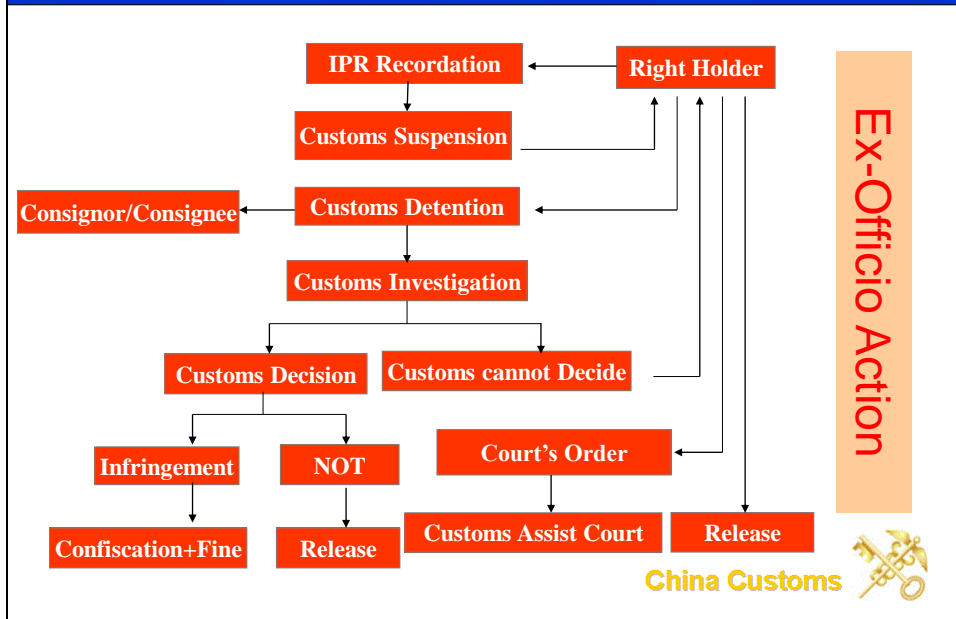 IPR Recordation
Right Holder
Customs Suspension
Consignor/Consignee
Customs Detention
Customs Investigation
Customs Decision
Customs cannot Decide
Infringement
NOT
Court’s Order
Confiscation+Fine
Release
Customs Assist Court
Release
Ex-Officio Action
China Customs